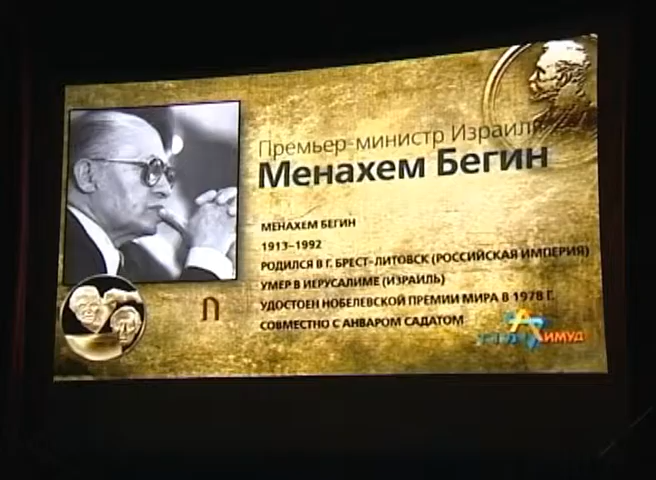 Премьер-министр Израиля
Менахем Бегин
МЕНАХЕМ БЕГИН
1913–1992
РОДИЛСЯ В Г. БРЕСТ-ЛИТОВСК (РОССИЙСКАЯ ИМПЕРИЯ)
УМЕР В ИЕРУСАЛИМЕ (ИЗРАИЛЬ)
УДОСТОЕН НОБЕЛЕВСКОЙ ПРЕМИИ МИРА В 1978 Г.
СОВМЕСТНО С АНВАРОМ САДАТОМ
ЛИМУД